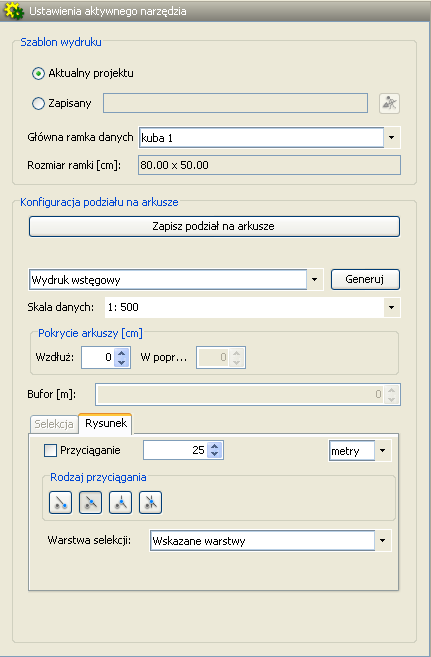 Ustawienia aktywnego narzędzia
Szablon wydruku
Aktualny projektu
Zapisany
Główna ramka danych kuba 1
Rozmiar ramki [cm]: 80.00 x 50.00
Konfiguracja podziału na arkusze
Zapisz podział na arkusze
Wydruk wstęgowy Generuj
Skala danych: 1: 500
Pokrycie arkuszy [cm]
Wzdłuż: 0 W popr... 0
Bufor [m]: 0
Selekcja Rysunek
Przyciąganie 25 metry
Rodzaj przyciągania
Warstwa selekcji: Wskazane warstwy